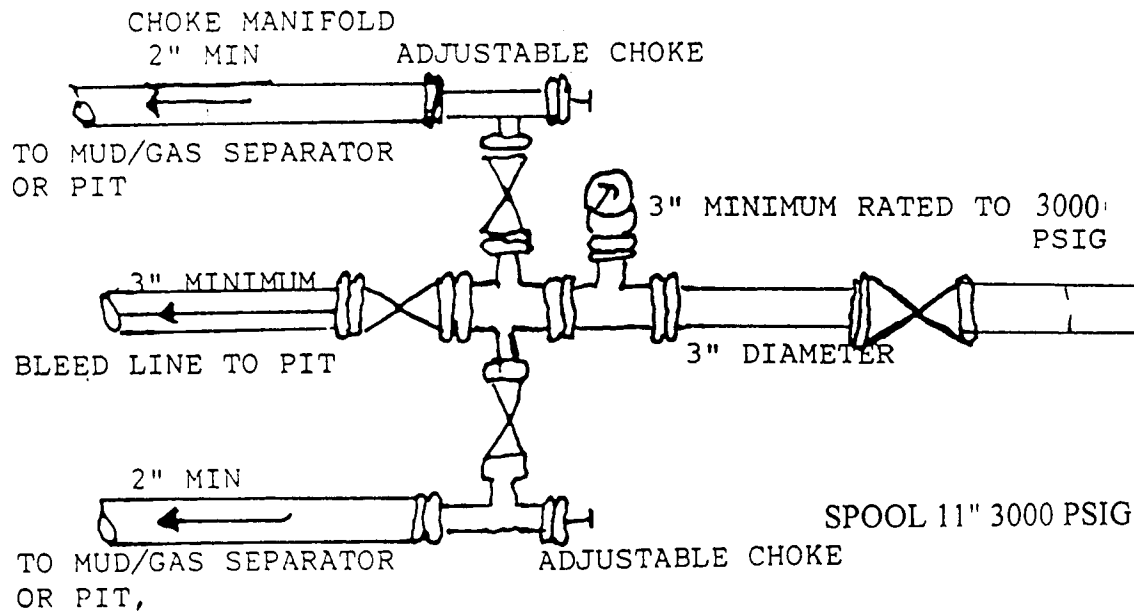 CHOKE MANIFOLD
2" MIN
ADJUSTABLE CHOKE
TO MUD/GAS SEPARATOR
OR PIT
3" MINIMUM RATED TO 3000
PSIG
3" MINIMUM
BLEED LINE TO PIT
3" DIAMETER
2" MIN
SPOOL 11" 3000 PSIG
TO MUD/GAS SEPARATOR
OR PIT,
ADJUSTABLE CHOKE